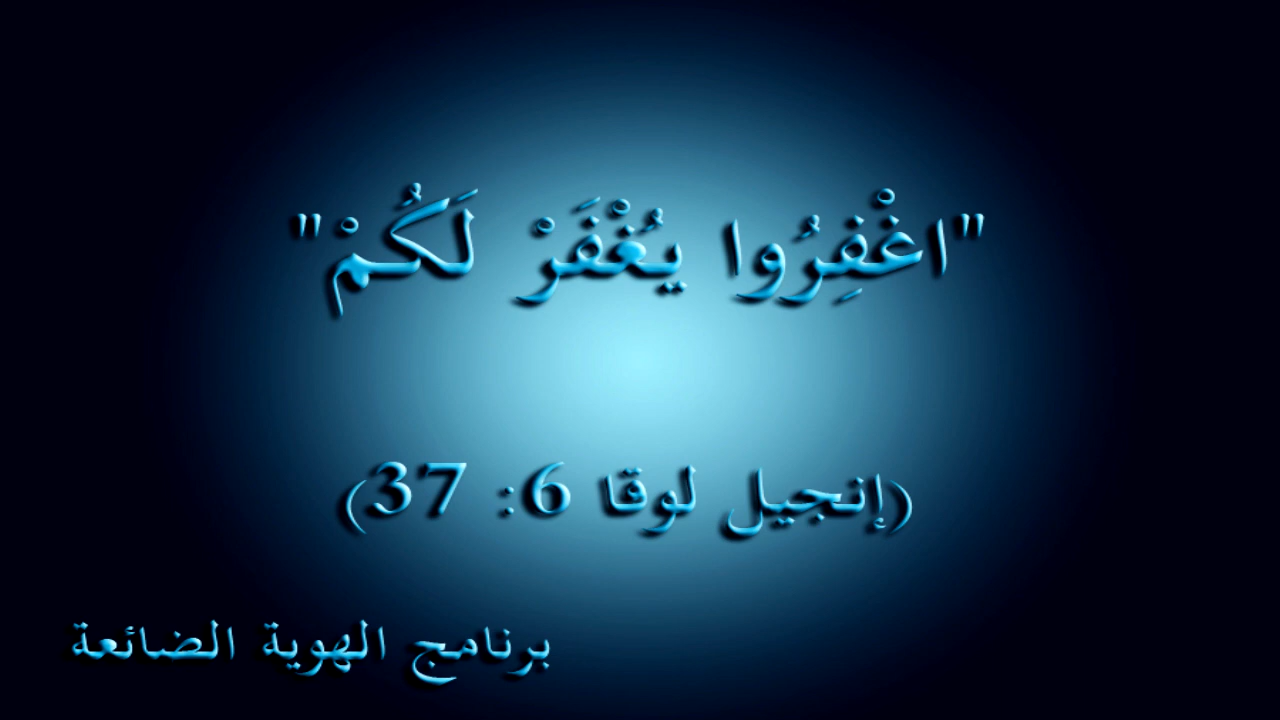 "اغْفِرُوا يُغْفَرْ لَكُمْ"
(إنجيل لوقا 6: 37)
برنامج الهوية الضائعة